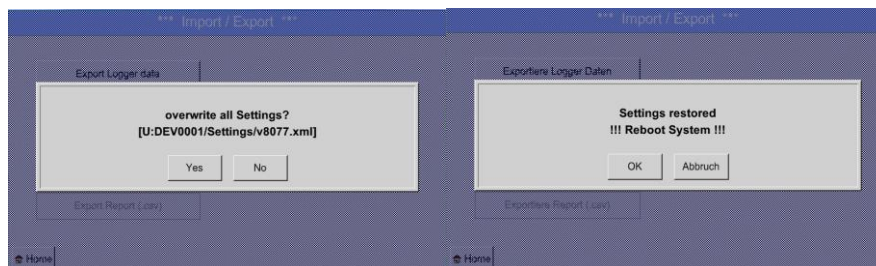 *** Import / Export ***
Export Logger data
overwrite all Settings?
[U:DEV0001/Settings/v8077.xml]
Yes
No
Export Report (.csv)
Home
*** Import / Export ***
Exportiere Logger Daten
Settings restored
!!! Reboot System !!!
OK
Abbruch
Exportiere Report (.csv)
Home